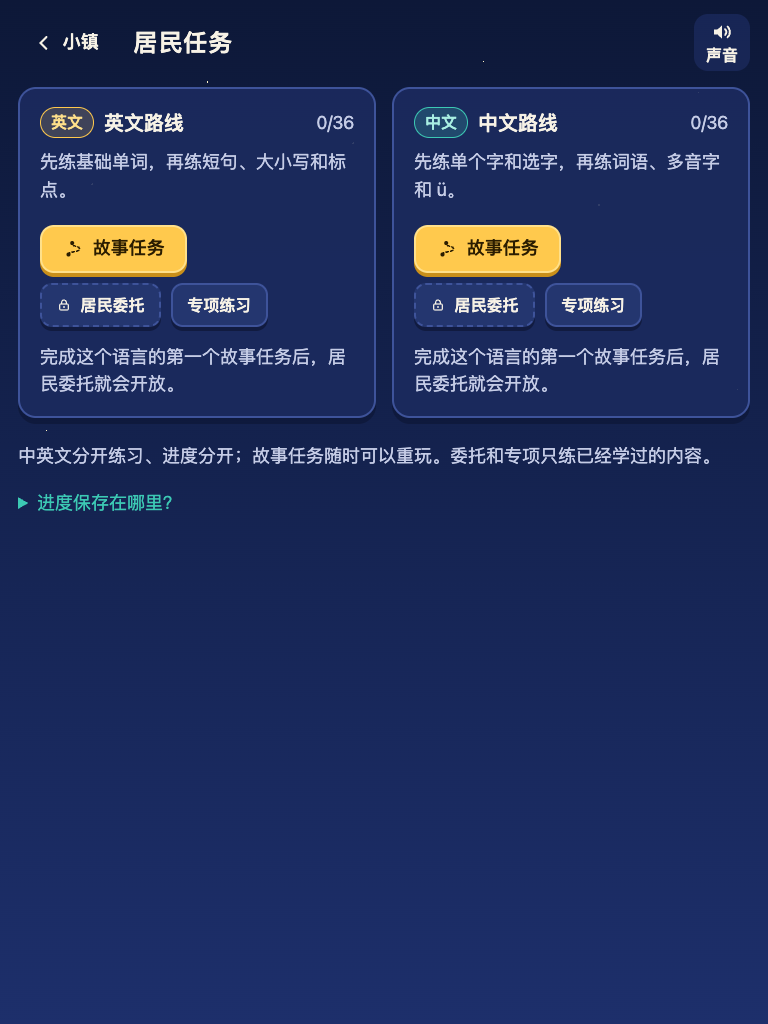 小镇
居民任务
声音
英文 英文路线 0/36
先练基础单词，再练短句、大小写和标
点。
故事任务
居民委托 专项练习
完成这个语言的第一个故事任务后，居
民委托就会开放。
中文 中文路线 0/36
先练单个字和选字，再练词语、多音字
和 ü。
故事任务
居民委托 专项练习
完成这个语言的第一个故事任务后，居
民委托就会开放。
中英文分开练习、进度分开；故事任务随时可以重玩。委托和专项只练已经学过的内容。
进度保存在哪里？